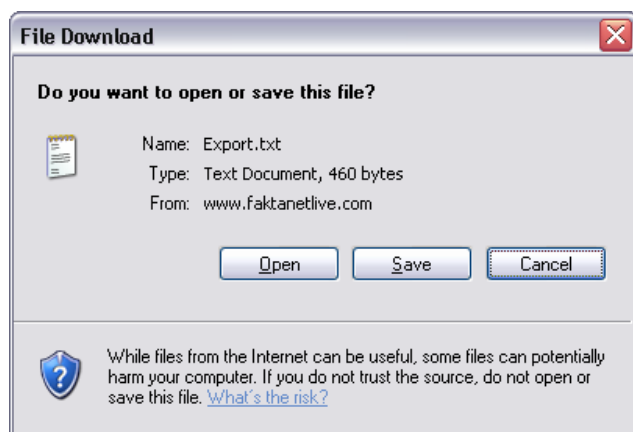 File Download
Do you want to open or save this file?
Name: Export.txt
Type: Text Document, 460 bytes
From: www.faktanetlive.com
Open Save Cancel
While files from the Internet can be useful, some files can potentially
harm your computer. If you do not trust the source, do not open or
save this file. What's the risk?